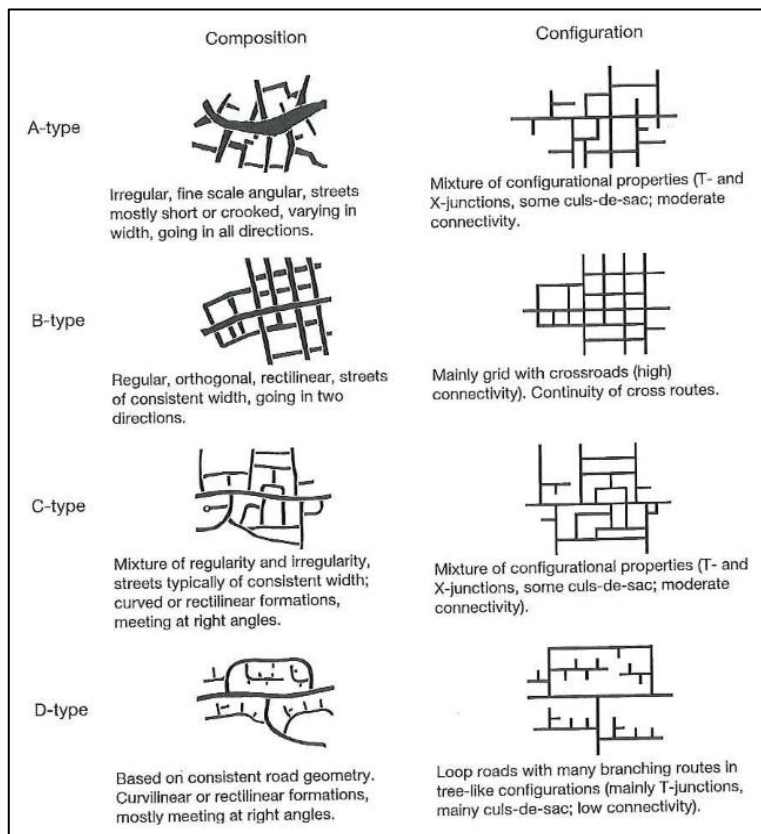 Composition
Configuration
A-type
Irregular, fine scale angular, streets
mostly short or crooked, varying in
width, going in all directions.
Mixture of configurational properties (T- and
X-junctions, some culs-de-sac; moderate
connectivity.
B-type
Regular, orthogonal, rectilinear, streets
of consistent width, going in two
directions.
Mainly grid with crossroads (high)
connectivity). Continuity of cross routes.
C-type
Mixture of regularity and irregularity,
streets typically of consistent width;
curved or rectilinear formations,
meeting at right angles.
Mixture of configurational properties (T- and
X-junctions, some culs-de-sac; moderate
connectivity).
D-type
Based on consistent road geometry.
Curvilinear or rectilinear formations,
mostly meeting at right angles.
Loop roads with many branching routes in
tree-like configurations (mainly T-junctions,
mainy culs-de-sac; low connectivity).